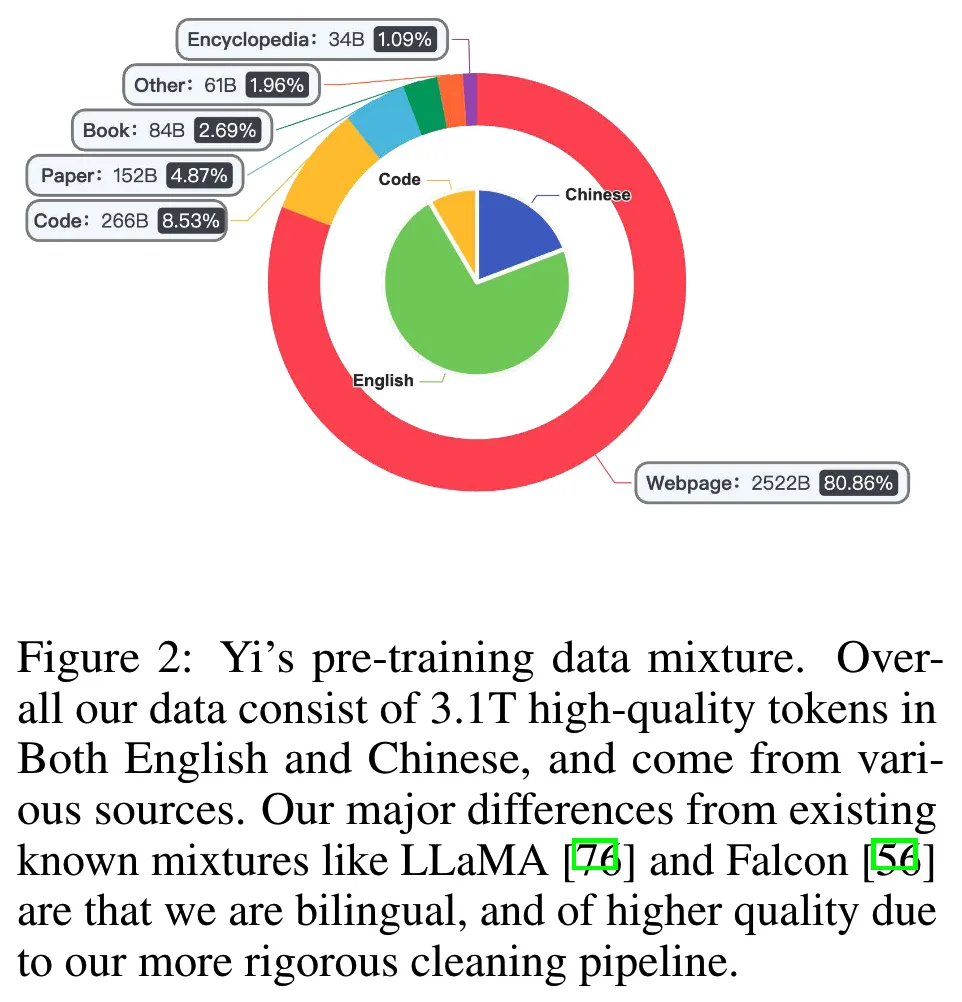 Encyclopedia: 34B 1.09%
Other: 61B 1.96%
Book: 84B 2.69%
Paper: 152B 4.87%
Code: 266B 8.53%
Code
Chinese
English
Webpage: 2522B 80.86%
Figure 2: Yi’s pre-training data mixture. Over-
all our data consist of 3.1T high-quality tokens in
Both English and Chinese, and come from vari-
ous sources. Our major differences from existing
known mixtures like LLaMA [76] and Falcon [56]
are that we are bilingual, and of higher quality due
to our more rigorous cleaning pipeline.